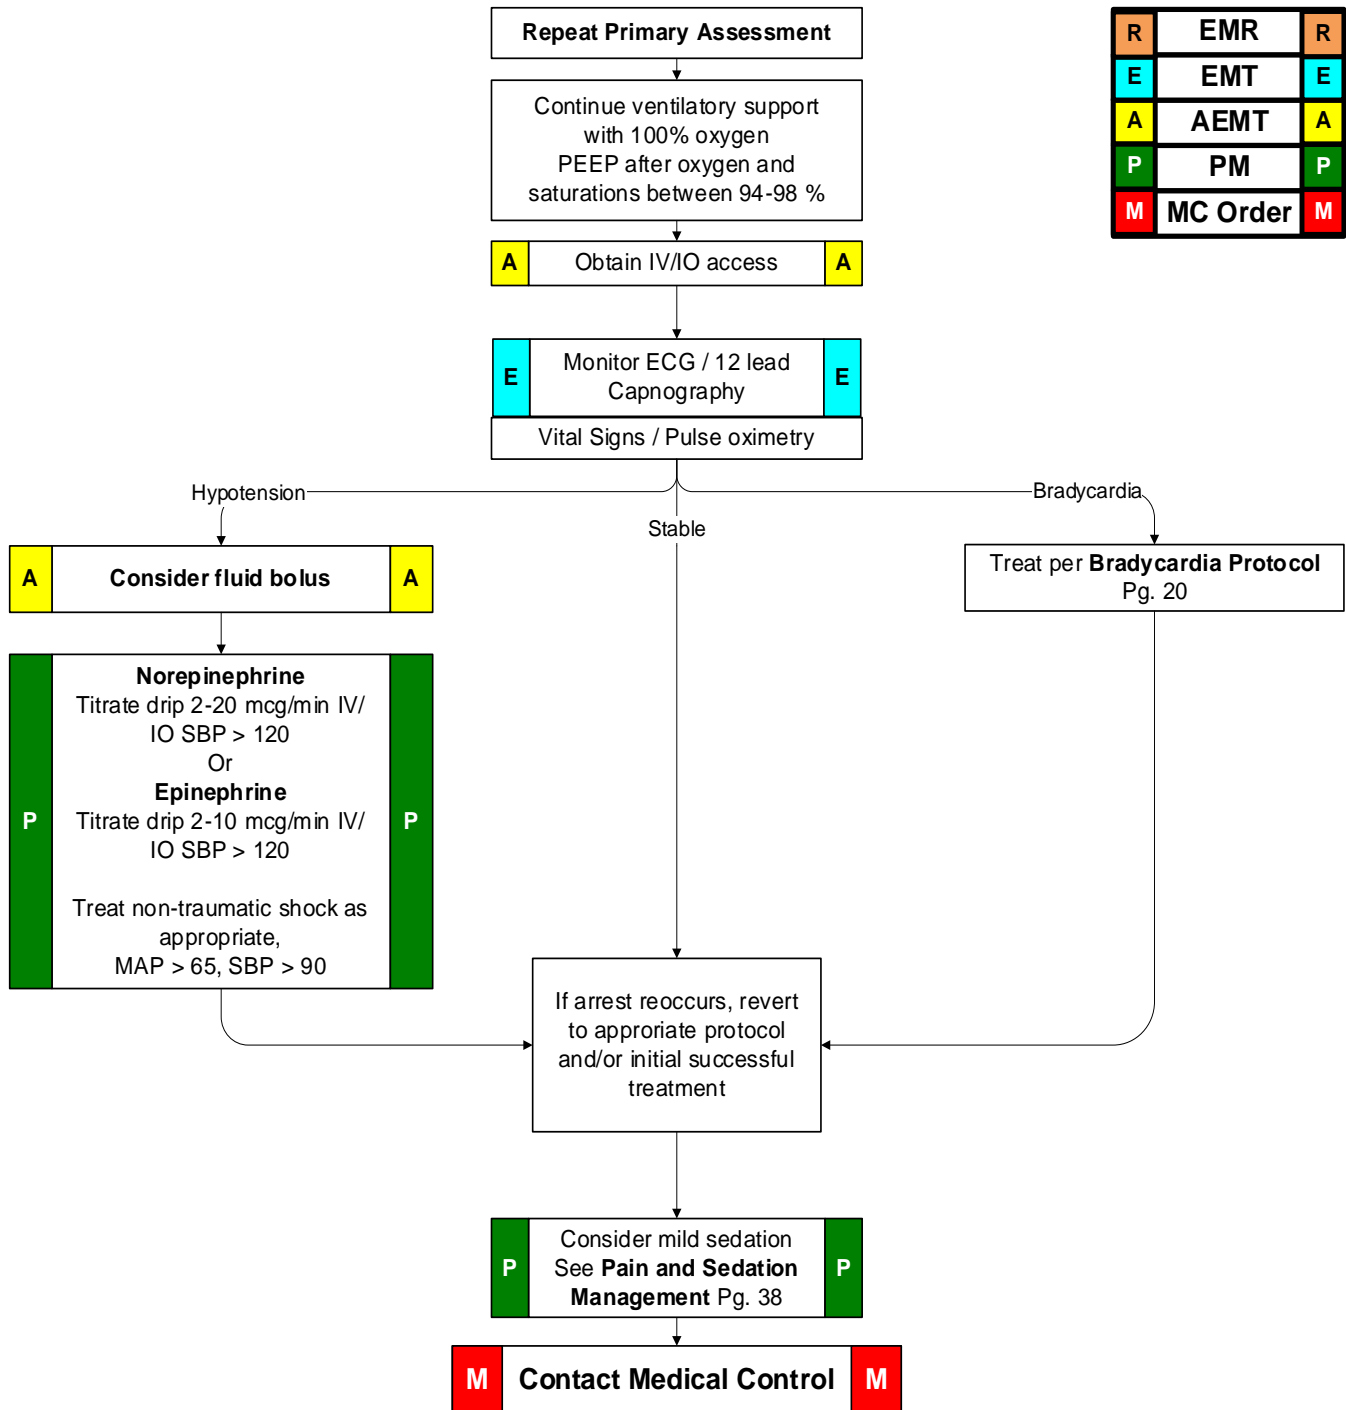 Repeat Primary Assessment
R EMR R
E EMT E
A AEMT A
P PM P
M MC Order M
Continue ventilatory support
with 100% oxygen
PEEP after oxygen and
saturations between 94-98 %
A Obtain IV/IO access A
E Monitor ECG / 12 lead E
Capnography
Vital Signs / Pulse oximetry
Hypotension
Stable
Bradycardia
A Consider fluid bolus A
Treat per Bradycardia Protocol
Pg. 20
Norepinephrine
Titrate drip 2-20 mcg/min IV/
IO SBP > 120
Or
Epinephrine
P Titrate drip 2-10 mcg/min IV/ P
IO SBP > 120
Treat non-traumatic shock as
appropriate,
MAP > 65, SBP > 90
If arrest reoccurs, revert
to approriate protocol
and/or initial successful
treatment
Consider mild sedation
P See Pain and Sedation P
Management Pg. 38
M Contact Medical Control M